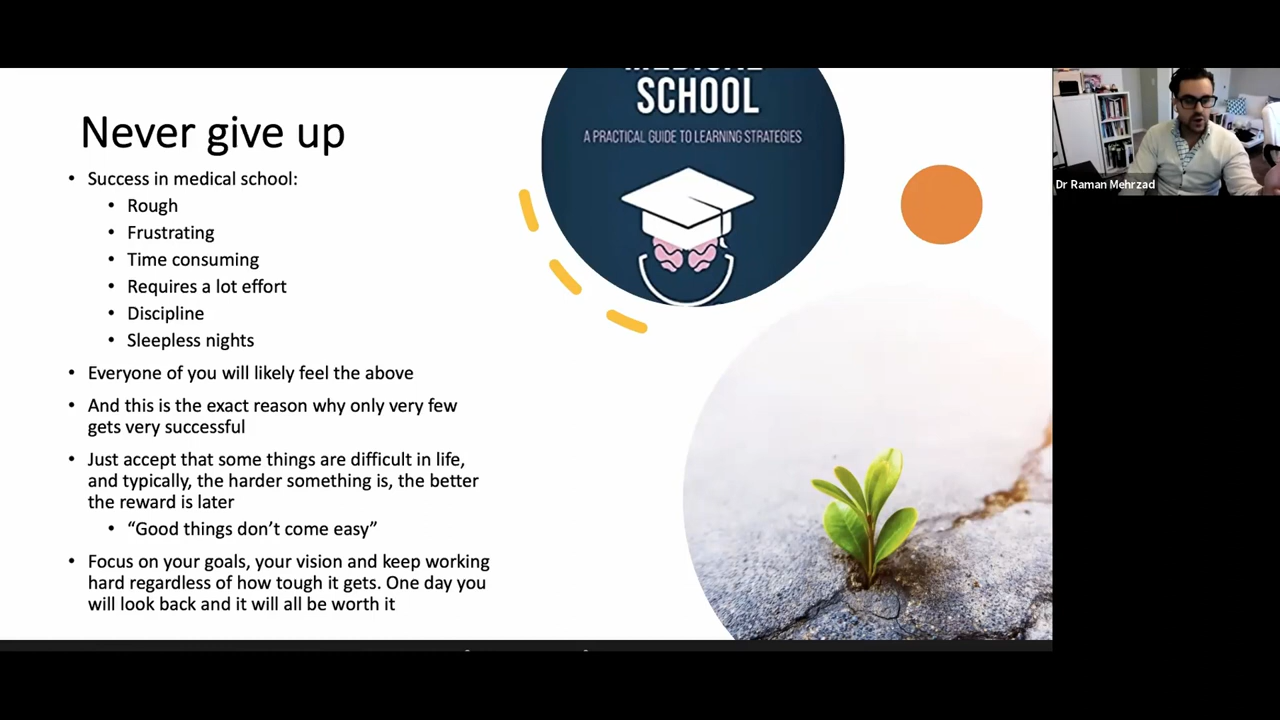 SCHOOL
A PRACTICAL GUIDE TO LEARNING STRATEGIES
Never give up
• Success in medical school:
• Rough
• Frustrating
• Time consuming
• Requires a lot effort
• Discipline
• Sleepless nights
• Everyone of you will likely feel the above
• And this is the exact reason why only very few
gets very successful
• Just accept that some things are difficult in life,
and typically, the harder something is, the better
the reward is later
• “Good things don’t come easy”
• Focus on your goals, your vision and keep working
hard regardless of how tough it gets. One day you
will look back and it will all be worth it
Dr Raman Mehrzad